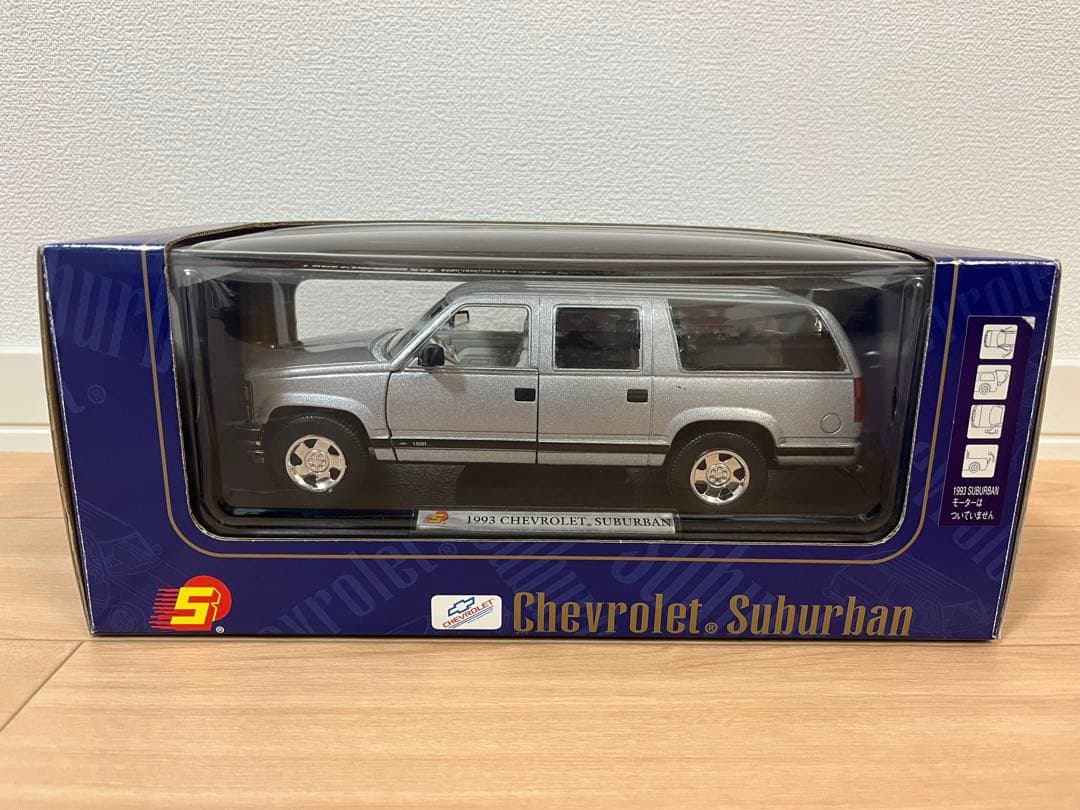 1500
1993 CHEVROLET® SUBURBAN
1993 SUBURBAN
モーターは
ついていません
S
®
CHEVROLET
Chevrolet® Suburban